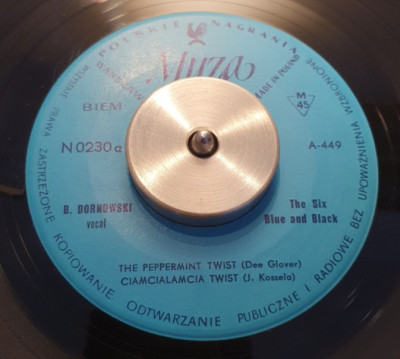 POLSKIE NAGRANIA
WARSZAWA
Muza
MADE IN POLAND
BIEM
M
45
N 0230 a
A-449
B. DORNOWSKI
vocal
The Six
Blue and Black
THE PEPPERMINT TWIST (Dee Glover)
CIAMCIALAMCIA TWIST (J. Kossela)
PRAWA ZASTRZEŻONE KOPIOWANIE ODTWARZANIE PUBLICZNE I RADIOWE BEZ UPOWAŻNIENIA WZBRONIONE